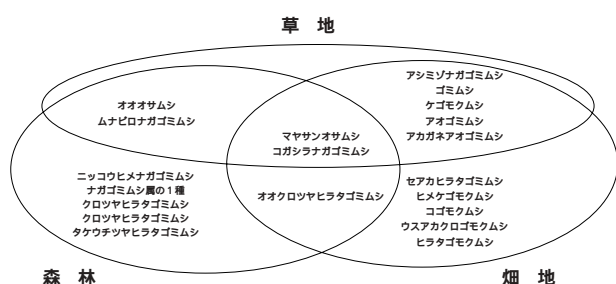 草 地
オオオサムシ
ムナビロナガゴミムシ
アシミゾナガゴミムシ
ゴミムシ
ケゴモクムシ
アオゴミムシ
アカガネアオゴミムシ
マヤサンオサムシ
コガシラナガゴミムシ
ニッコウヒメナガゴミムシ
ナガゴミムシ属の1種
クロツヤヒラタゴミムシ
クロツヤヒラタゴミムシ
タケウチツヤヒラタゴミムシ
オオクロツヤヒラタゴミムシ
セアカヒラタゴミムシ
ヒメケゴモクムシ
コゴモクムシ
ウスアカクロゴモクムシ
ヒラタゴモクムシ
森 林
畑 地